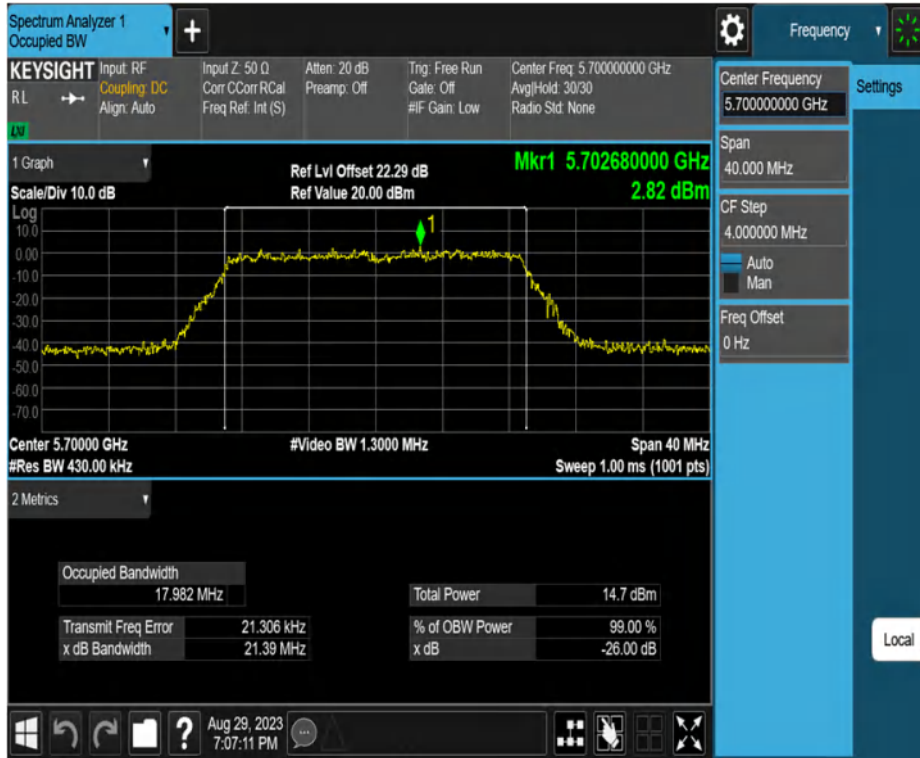 Spectrum Analyzer 1
Occupied BW
Frequency
KEYSIGHT
RL
LXI
Input: RF
Coupling: DC
Align: Auto
Input Z: 50 Ω
Corr CCorr RCal
Freq Ref: Int (S)
Atten: 20 dB
Preamp: Off
Trig: Free Run
Gate: Off
#IF Gain: Low
Center Freq: 5.700000000 GHz
Avg|Hold: 30/30
Radio Std: None
Center Frequency
5.700000000 GHz
Settings
Span
40.000 MHz
CF Step
4.000000 MHz
Auto
Man
Freq Offset
0 Hz
1 Graph
Scale/Div 10.0 dB
Ref Lvl Offset 22.29 dB
Ref Value 20.00 dBm
Mkr1 5.702680000 GHz
2.82 dBm
Log
10.0
0.00
-10.0
-20.0
-30.0
-40.0
-50.0
-60.0
-70.0
1
Center 5.70000 GHz
#Video BW 1.3000 MHz
Span 40 MHz
#Res BW 430.00 kHz
Sweep 1.00 ms (1001 pts)
2 Metrics
Occupied Bandwidth
17.982 MHz
Total Power 14.7 dBm
Transmit Freq Error 21.306 kHz
% of OBW Power 99.00 %
x dB Bandwidth 21.39 MHz
x dB -26.00 dB
Local
Aug 29, 2023
7:07:11 PM